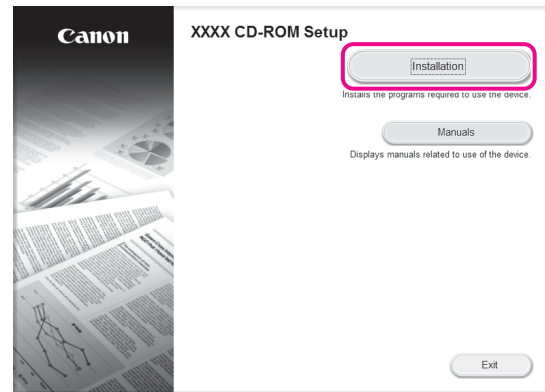 Canon
XXXX CD-ROM Setup
Installation
Installs the programs required to use the device.
Manuals
Displays manuals related to use of the device.
Exit